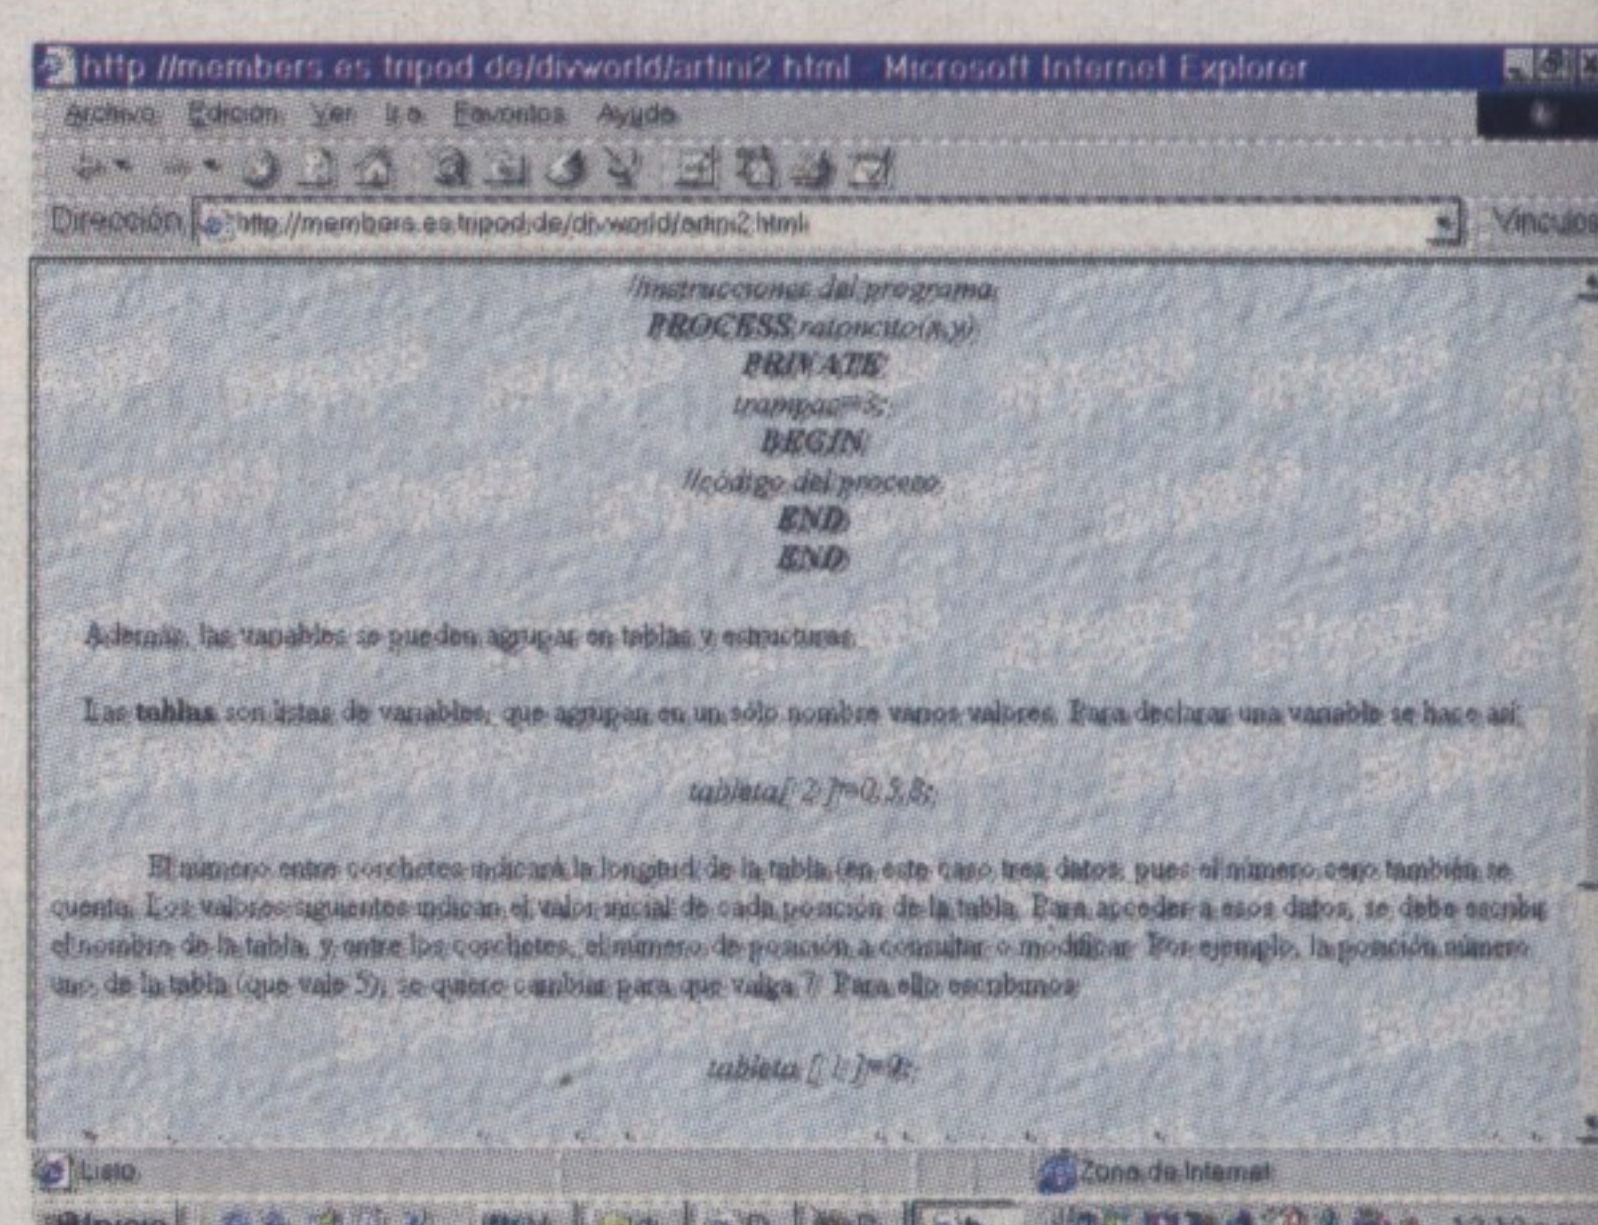 http://members.es.tripod.de/divworld/artini2.html - Microsoft Internet Explorer
Archivo Edición Ver Ir a Favoritos Ayuda
Dirección http://members.es.tripod.de/divworld/artini2.html Vínculos
//instrucciones del programa
PROCESS ratoncito(x,y)
PRIVATE
BEGIN
//código del proceso
END
END
Además, las variables se pueden agrupar en tablas y estructuras.
Las tablas son listas de variables, que agrupan en un sólo nombre varios valores. Para declarar una variable se hace así:
tableta[ 2 ]=0,5,8;
El número entre corchetes indicará la longitud de la tabla (en este caso tres datos, pues el número cero también se
cuenta. Los valores siguientes indican el valor inicial de cada posición de la tabla. Para acceder a esos datos, se debe escribir
el nombre de la tabla, y entre los corchetes, el número de posición a consultar o modificar. Por ejemplo, la posición número
uno de la tabla (que vale 5), se quiere cambiar para que valga 7. Para ello escribimos:
tableta [ 1 ]=
Listo
Zona de Internet
Inicio